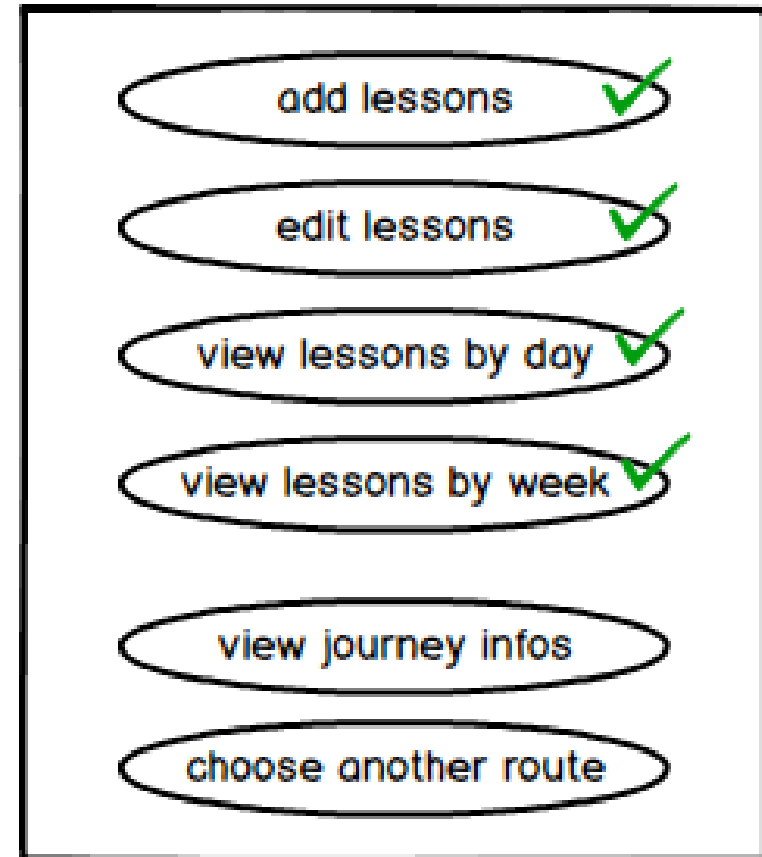 add lessons
edit lessons
view lessons by day
view lessons by week
view journey infos
choose another route